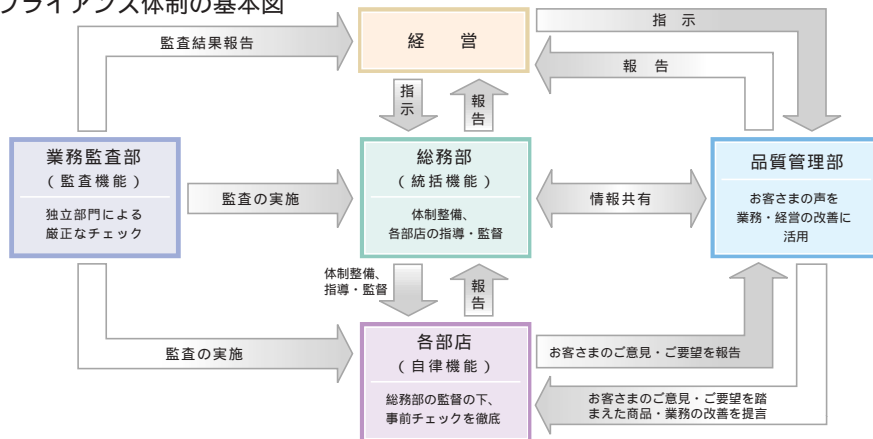 プライアンス体制の基本図
指 示
監査結果報告
経 営
報 告
指
示
報
告
業務監査部
(監査機能)
独立部門による
厳正なチェック
監査の実施
総務部
(統括機能)
体制整備、
各部店の指導・監督
情報共有
品質管理部
お客さまの声を
業務・経営の改善に
活用
体制整備、
指導・監督
報
告
監査の実施
各部店
(自律機能)
総務部の監督の下、
事前チェックを徹底
お客さまのご意見・ご要望を報告
お客さまのご意見・ご要望を踏
まえた商品・業務の改善を提言